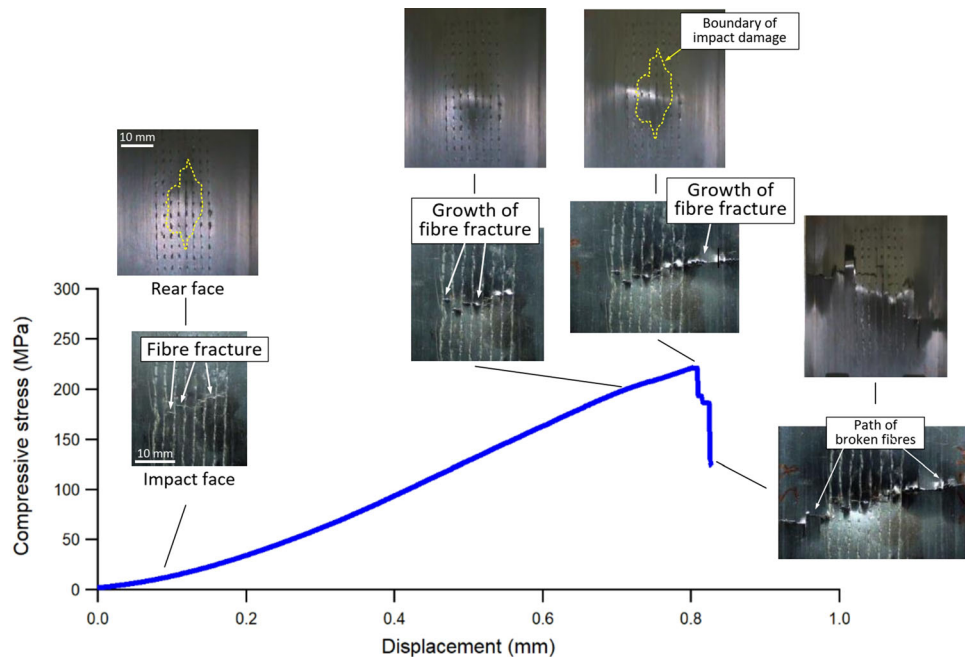 Boundary of
impact damage
10 mm
Rear face
Growth of
fibre fracture
Growth of
fibre fracture
Fibre fracture
10 mm
Impact face
Path of
broken fibres
Compressive stress (MPa)
300
250
200
150
100
50
0
0.0
0.2
0.4
0.6
0.8
1.0
Displacement (mm)